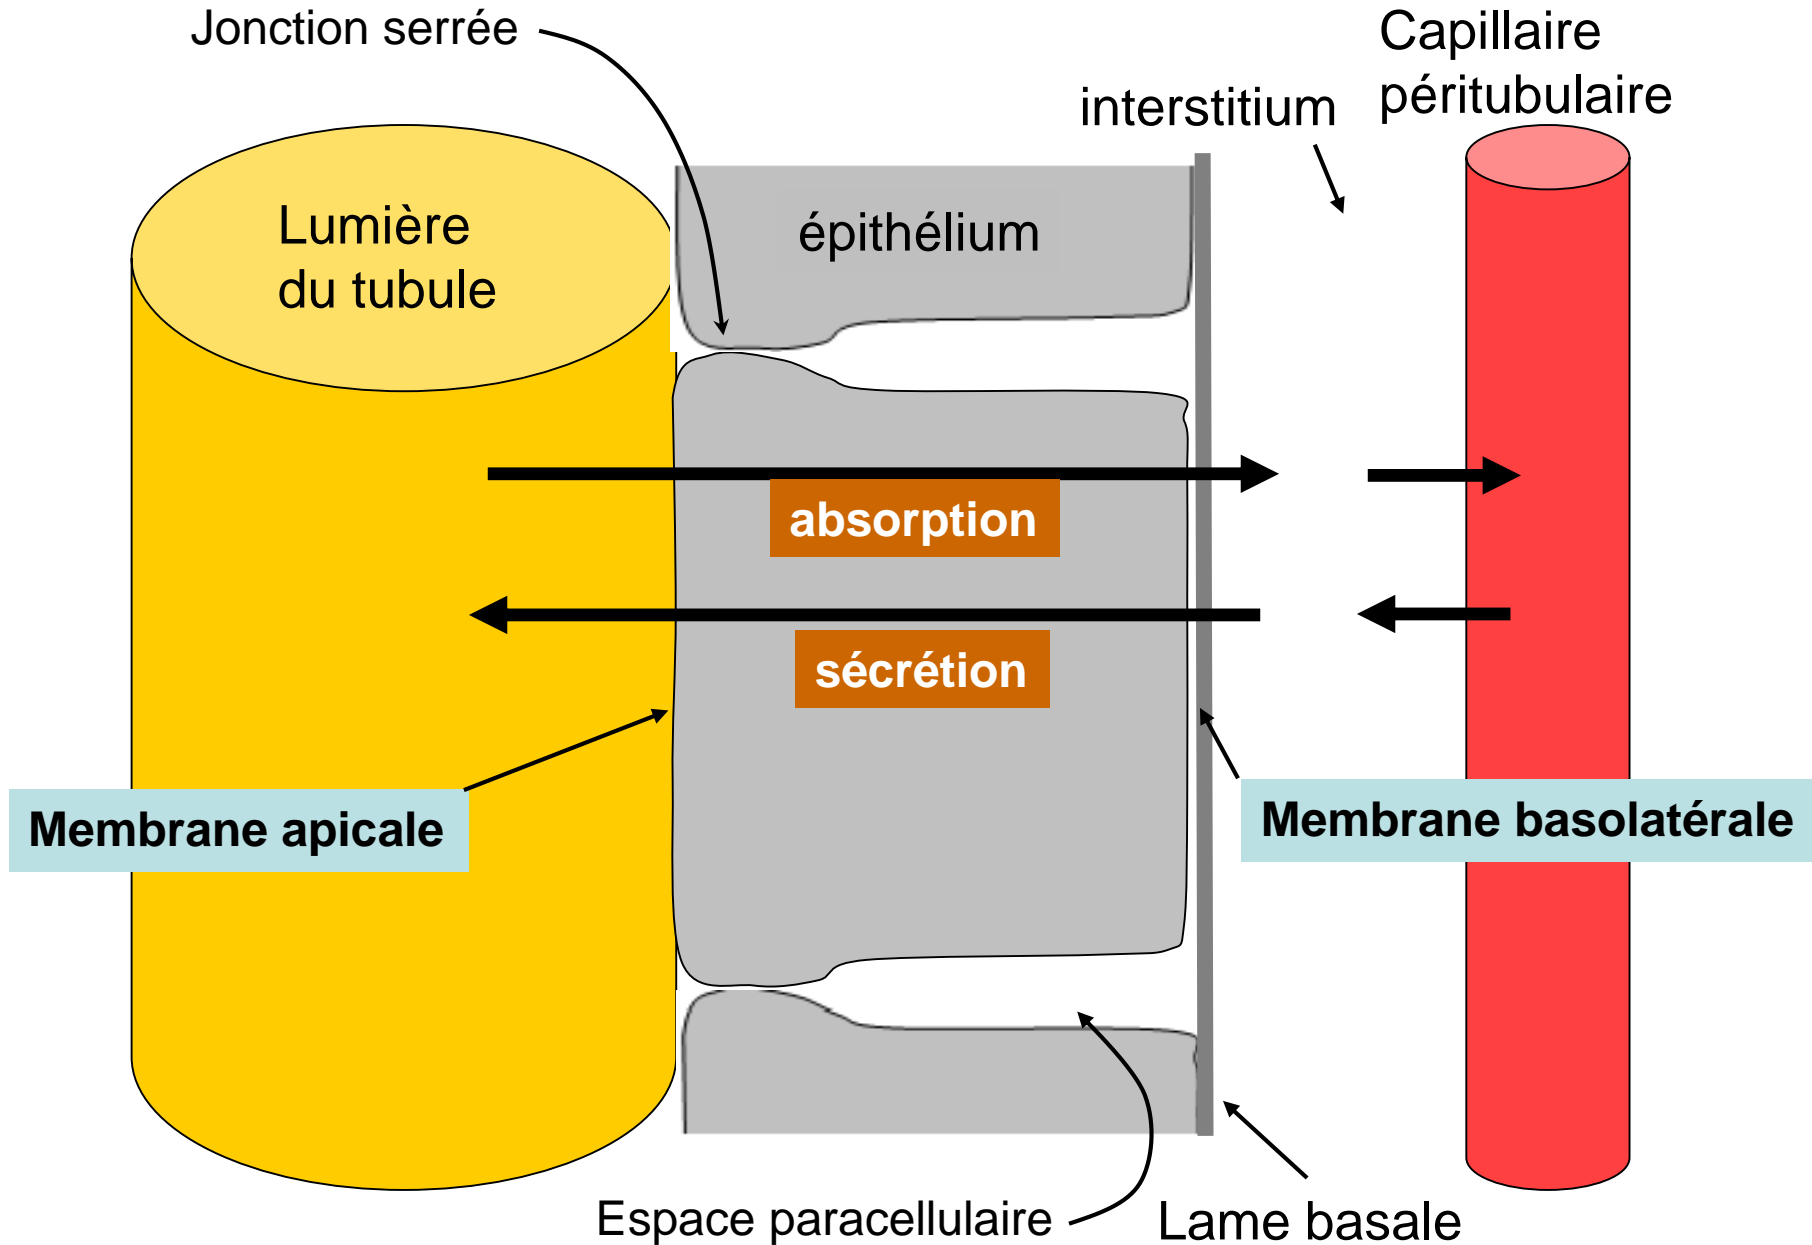 Jonction serrée
Capillaire
péritubulaire
interstitium
Lumière
du tubule
épithélium
absorption
sécrétion
Membrane apicale
Membrane basolatérale
Espace paracellulaire
Lame basale